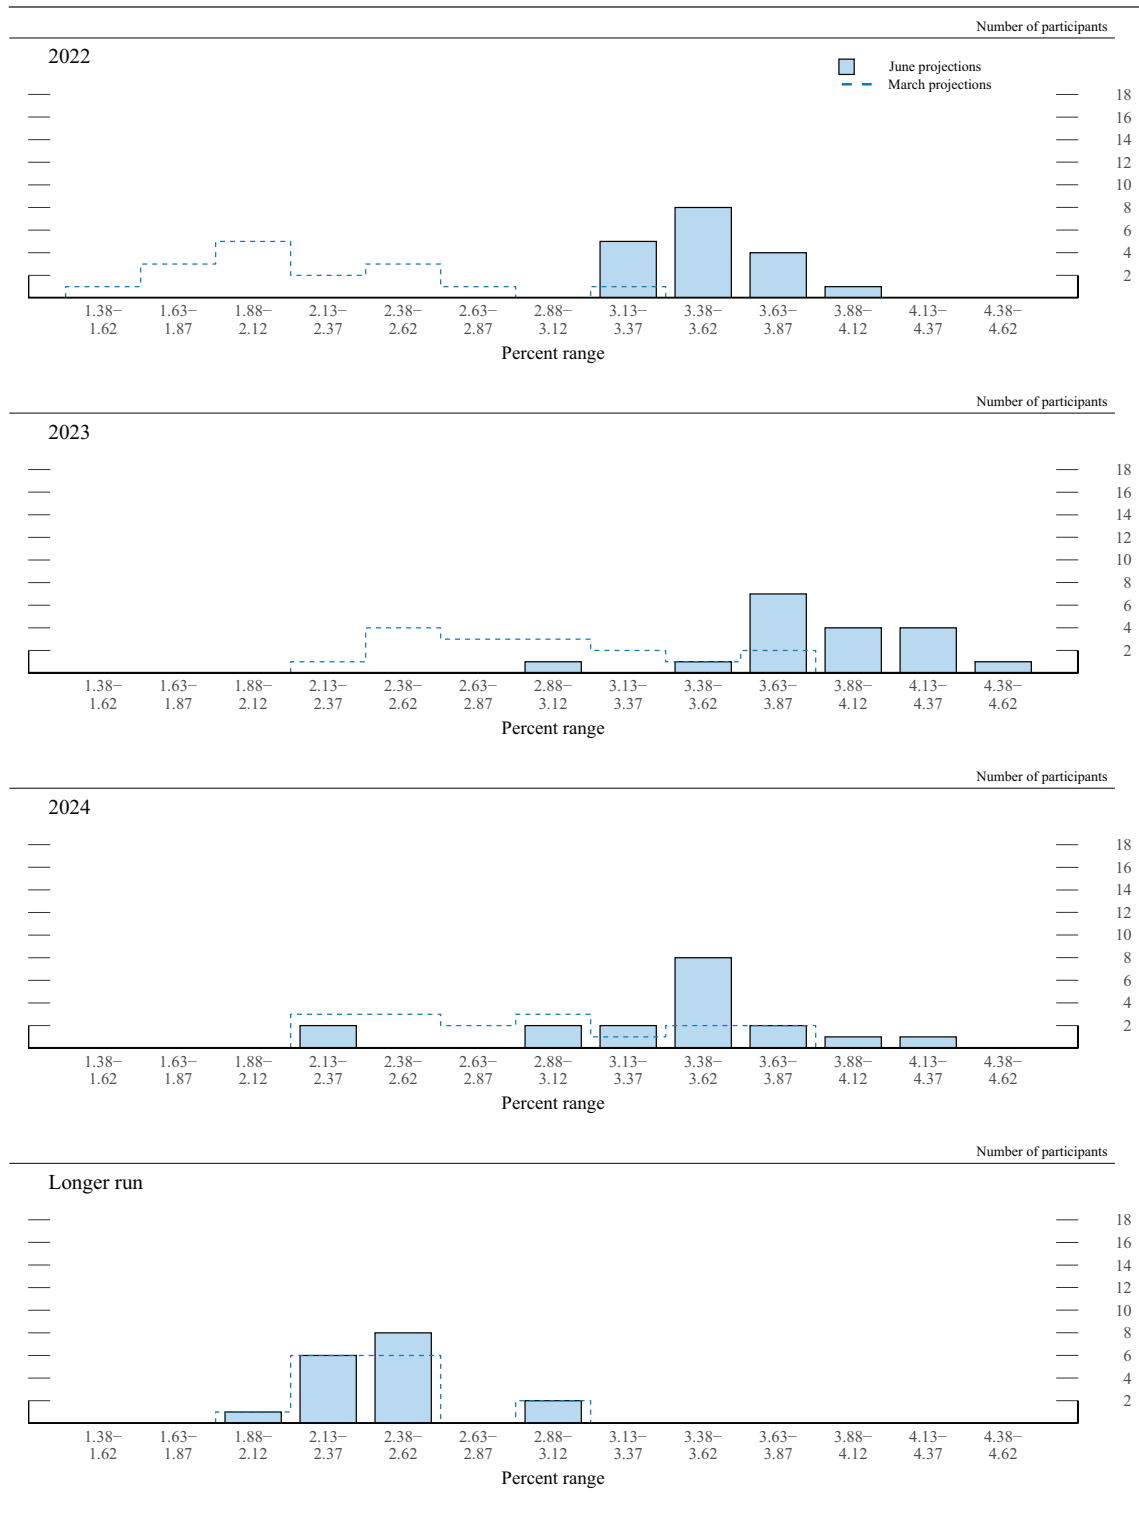 Number of participants
2022
June projections
March projections
18
16
14
12
10
8
6
4
2
1.38– 1.63– 1.88– 2.13– 2.38– 2.63– 2.88– 3.13– 3.38– 3.63– 3.88– 4.13– 4.38–
1.62 1.87 2.12 2.37 2.62 2.87 3.12 3.37 3.62 3.87 4.12 4.37 4.62
Percent range
Number of participants
2023
18
16
14
12
10
8
6
4
2
1.38– 1.63– 1.88– 2.13– 2.38– 2.63– 2.88– 3.13– 3.38– 3.63– 3.88– 4.13– 4.38–
1.62 1.87 2.12 2.37 2.62 2.87 3.12 3.37 3.62 3.87 4.12 4.37 4.62
Percent range
Number of participants
2024
18
16
14
12
10
8
6
4
2
1.38– 1.63– 1.88– 2.13– 2.38– 2.63– 2.88– 3.13– 3.38– 3.63– 3.88– 4.13– 4.38–
1.62 1.87 2.12 2.37 2.62 2.87 3.12 3.37 3.62 3.87 4.12 4.37 4.62
Percent range
Number of participants
Longer run
18
16
14
12
10
8
6
4
2
1.38– 1.63– 1.88– 2.13– 2.38– 2.63– 2.88– 3.13– 3.38– 3.63– 3.88– 4.13– 4.38–
1.62 1.87 2.12 2.37 2.62 2.87 3.12 3.37 3.62 3.87 4.12 4.37 4.62
Percent range